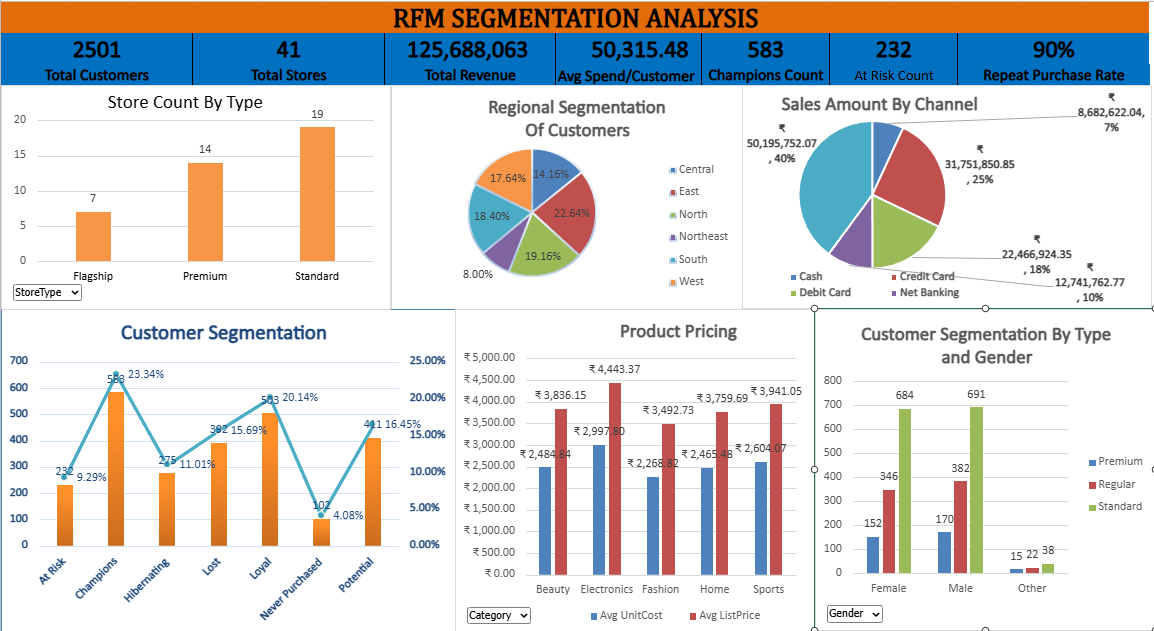 RFM SEGMENTATION ANALYSIS
2501
Total Customers
41
Total Stores
125,688,063
Total Revenue
50,315.48
Avg Spend/Customer
583
Champions Count
232
At Risk Count
90%
Repeat Purchase Rate
Store Count By Type
20
15
10
5
0
7
14
19
Flagship
Premium
Standard
StoreType
Regional Segmentation
Of Customers
14.16%
22.64%
19.16%
8.00%
18.40%
17.64%
Central
East
North
Northeast
South
West
Sales Amount By Channel
₹
8,682,622.04,
7%
₹
31,751,850.85
, 25%
₹
22,466,924.35
, 18%
₹
12,741,762.77
, 10%
₹
50,195,752.07
, 40%
Cash
Credit Card
Debit Card
Net Banking
Customer Segmentation
700
600
500
400
300
200
100
0
25.00%
20.00%
15.00%
10.00%
5.00%
0.00%
232
9.29%
583
23.34%
275
11.01%
392
15.69%
503
20.14%
102
4.08%
411
16.45%
At Risk
Champions
Hibernating
Lost
Loyal
Never Purchased
Potential
Product Pricing
₹ 5,000.00
₹ 4,500.00
₹ 4,000.00
₹ 3,500.00
₹ 3,000.00
₹ 2,500.00
₹ 2,000.00
₹ 1,500.00
₹ 1,000.00
₹ 500.00
₹ 0.00
₹ 2,484.84
₹ 3,836.15
₹ 2,997.80
₹ 4,443.37
₹ 2,268.82
₹ 3,492.73
₹ 2,465.48
₹ 3,759.69
₹ 2,604.07
₹ 3,941.05
Beauty
Electronics
Fashion
Home
Sports
Category
Avg UnitCost
Avg ListPrice
Customer Segmentation By Type
and Gender
800
700
600
500
400
300
200
100
0
152
346
684
170
382
691
15
22
38
Female
Male
Other
Premium
Regular
Standard
Gender